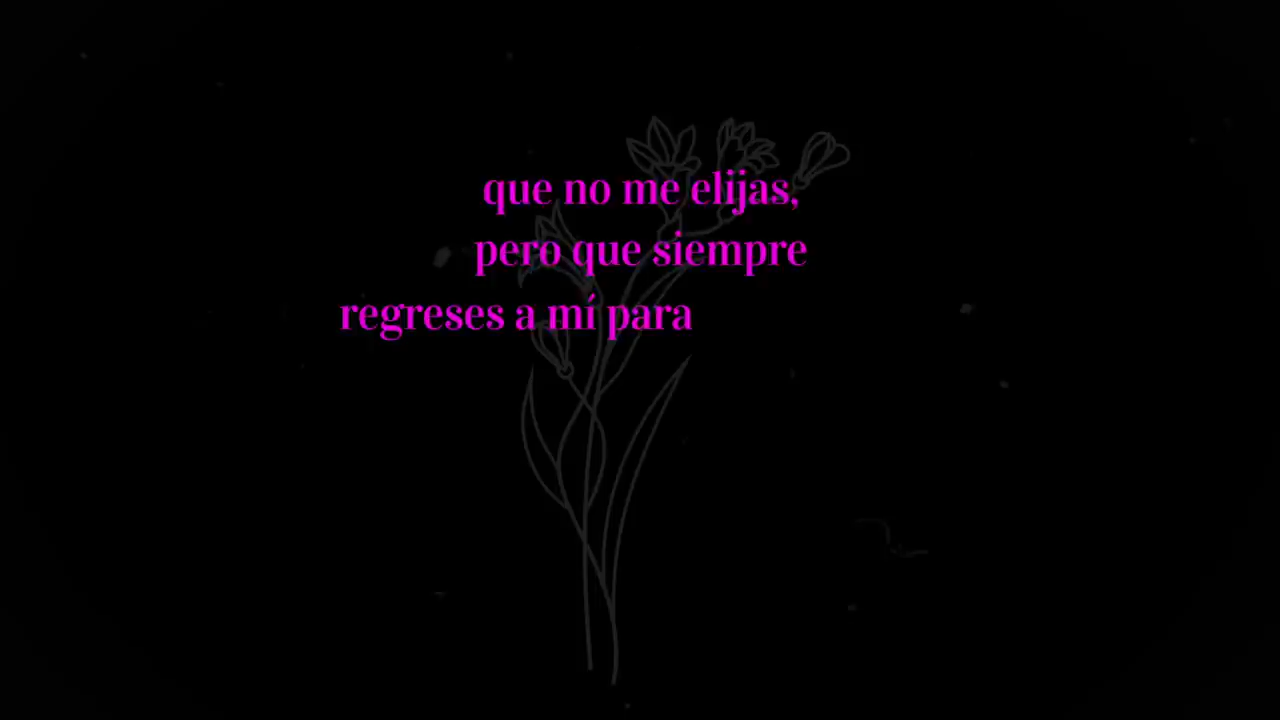 que no me elijas,
pero que siempre
regreses a mí para